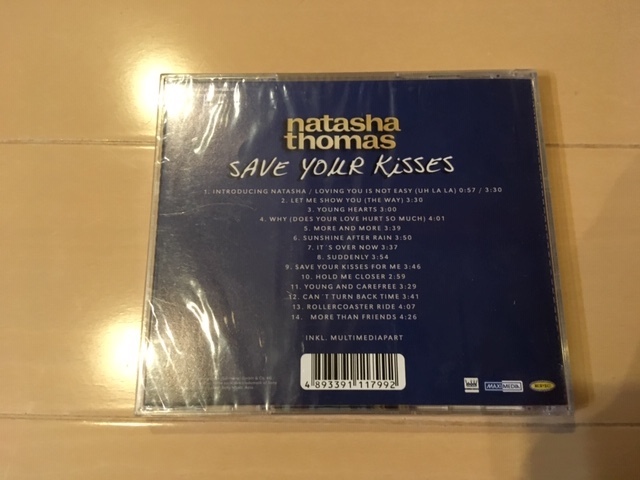 natasha
thomas
SAVE YOUR KiSSES
1. INTRODUCING NATASHA / LOVING YOU IS NOT EASY (UH LA LA) 0:57 / 3:30
2. LET ME SHOW YOU (THE WAY) 3:30
3. YOUNG HEARTS 3:00
4. WHY (DOES YOUR LOVE HURT SO MUCH) 4:01
5. MORE AND MORE 3:39
6. SUNSHINE AFTER RAIN 3:50
7. IT´S OVER NOW 3:37
8. SUDDENLY 3:54
9. SAVE YOUR KISSES FOR ME 3:46
10. HOLD ME CLOSER 2:59
11. YOUNG AND CAREFREE 3:29
12. CAN´T TURN BACK TIME 3:41
13. ROLLERCOASTER RIDE 4:07
14. MORE THAN FRIENDS 4:26
INKL. MULTIMEDIAPART
4 893391 117992
MAXIMEDIA